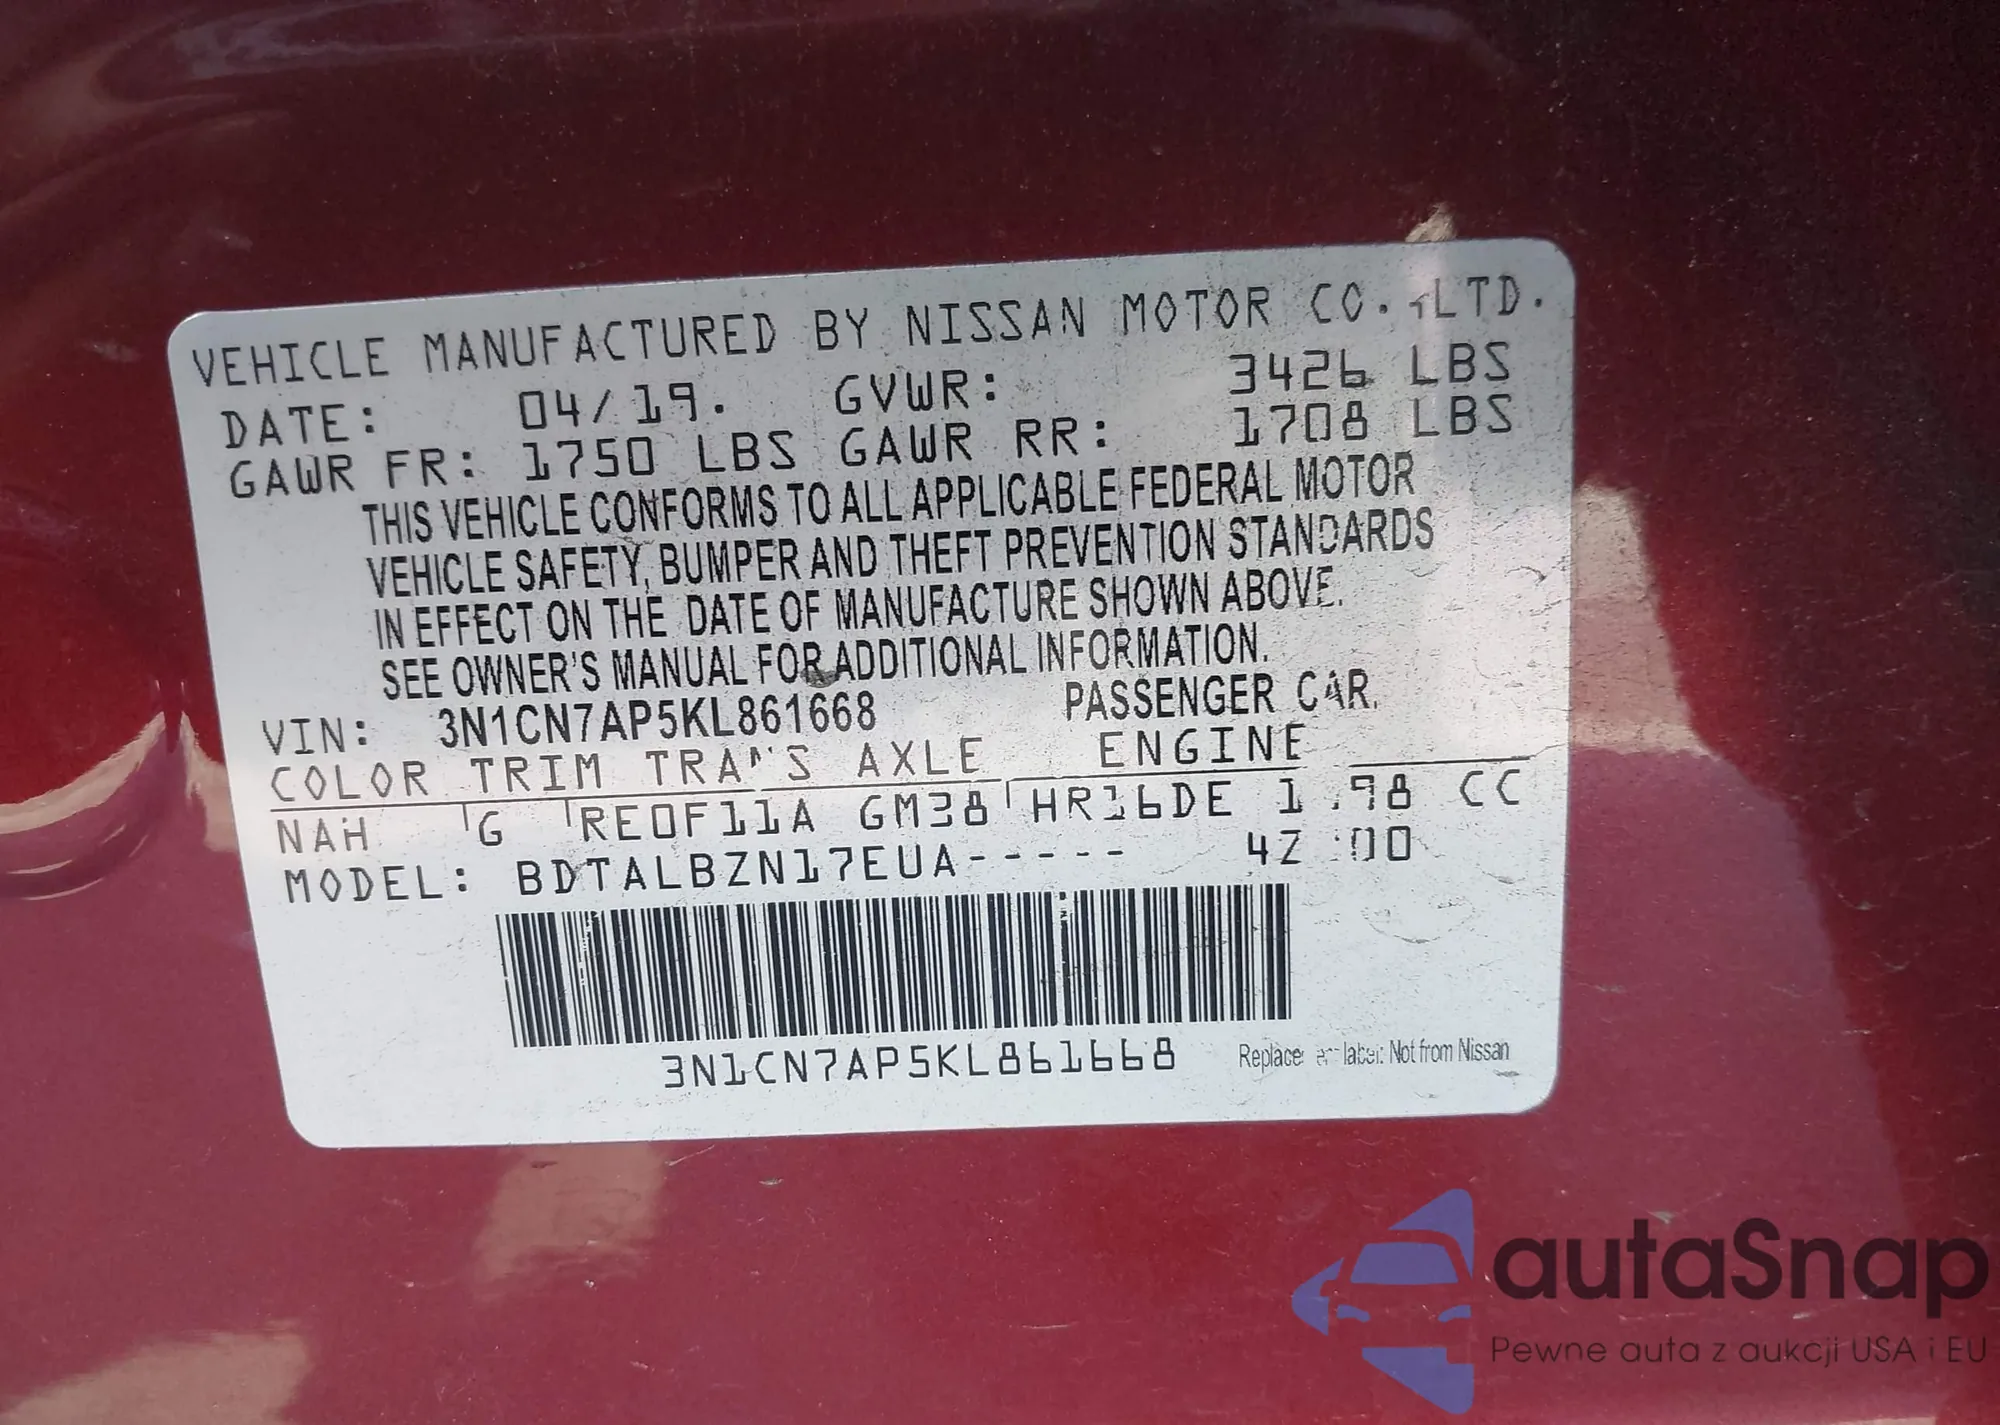 VEHICLE MANUFACTURED BY NISSAN MOTOR CO. LTD.
DATE: 04/19. GVWR: 3426 LBS
GAWR FR: 1750 LBS GAWR RR: 1708 LBS
THIS VEHICLE CONFORMS TO ALL APPLICABLE FEDERAL MOTOR
VEHICLE SAFETY, BUMPER AND THEFT PREVENTION STANDARDS
IN EFFECT ON THE DATE OF MANUFACTURE SHOWN ABOVE.
SEE OWNER'S MANUAL FOR ADDITIONAL INFORMATION.
VIN: 3N1CN7AP5KL861668 PASSENGER CAR.
COLOR TRIM TRANS AXLE ENGINE
NAH G RE0F11A GM38 HR16DE CC
MODEL: BDTALBZN17EUA-----
3N1CN7AP5KL861668 label: Not from Nissan
autaSnap
Pewne auta z aukcji USA i EU